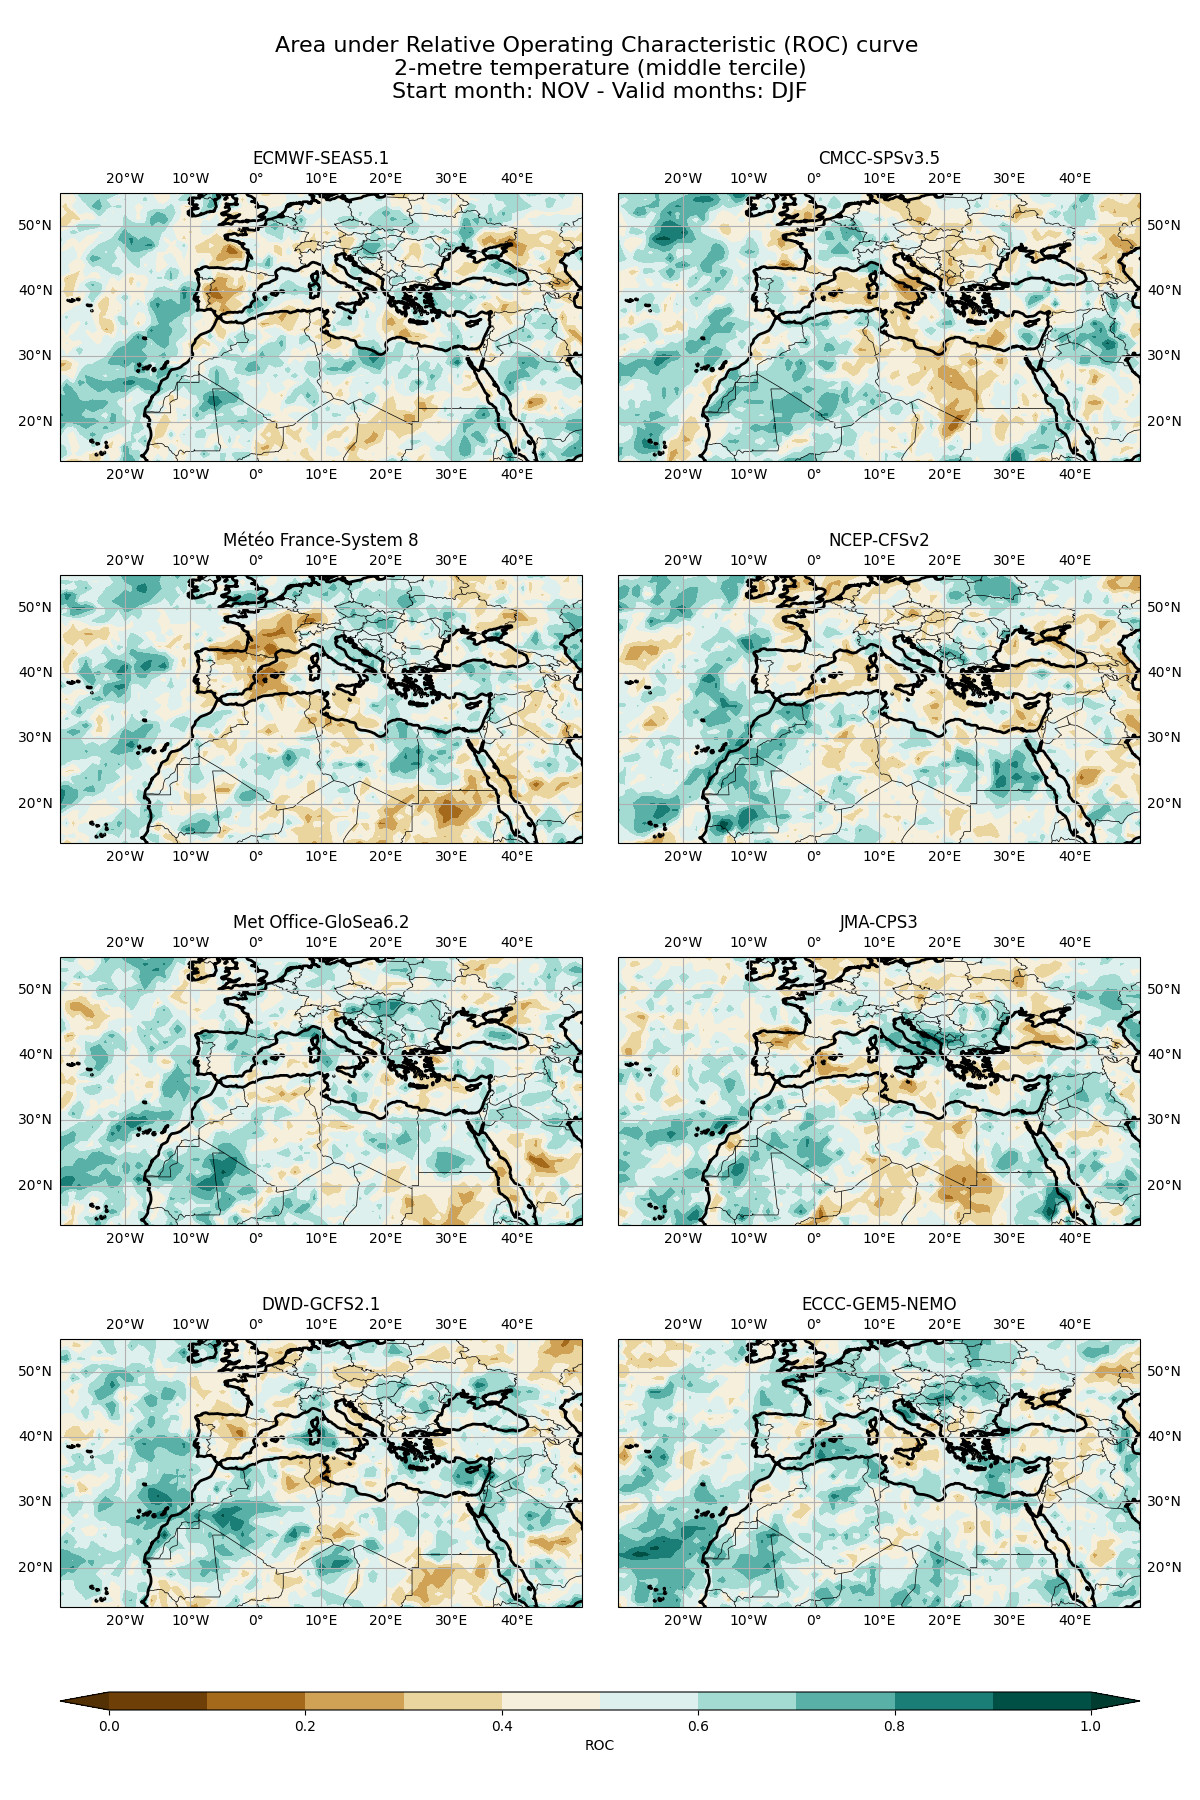 Area under Relative Operating Characteristic (ROC) curve
2-metre temperature (middle tercile)
Start month: NOV - Valid months: DJF
ECMWF-SEAS5.1
20°W 10°W 0° 10°E 20°E 30°E 40°E
50°N
40°N
30°N
20°N
20°W 10°W 0° 10°E 20°E 30°E 40°E
CMCC-SPSv3.5
20°W 10°W 0° 10°E 20°E 30°E 40°E
50°N
40°N
30°N
20°N
20°W 10°W 0° 10°E 20°E 30°E 40°E
Météo France-System 8
20°W 10°W 0° 10°E 20°E 30°E 40°E
50°N
40°N
30°N
20°N
20°W 10°W 0° 10°E 20°E 30°E 40°E
NCEP-CFSv2
20°W 10°W 0° 10°E 20°E 30°E 40°E
50°N
40°N
30°N
20°N
20°W 10°W 0° 10°E 20°E 30°E 40°E
Met Office-GloSea6.2
20°W 10°W 0° 10°E 20°E 30°E 40°E
50°N
40°N
30°N
20°N
20°W 10°W 0° 10°E 20°E 30°E 40°E
JMA-CPS3
20°W 10°W 0° 10°E 20°E 30°E 40°E
50°N
40°N
30°N
20°N
20°W 10°W 0° 10°E 20°E 30°E 40°E
DWD-GCFS2.1
20°W 10°W 0° 10°E 20°E 30°E 40°E
50°N
40°N
30°N
20°N
20°W 10°W 0° 10°E 20°E 30°E 40°E
ECCC-GEM5-NEMO
20°W 10°W 0° 10°E 20°E 30°E 40°E
50°N
40°N
30°N
20°N
20°W 10°W 0° 10°E 20°E 30°E 40°E
0.0 0.2 0.4 0.6 0.8 1.0
ROC